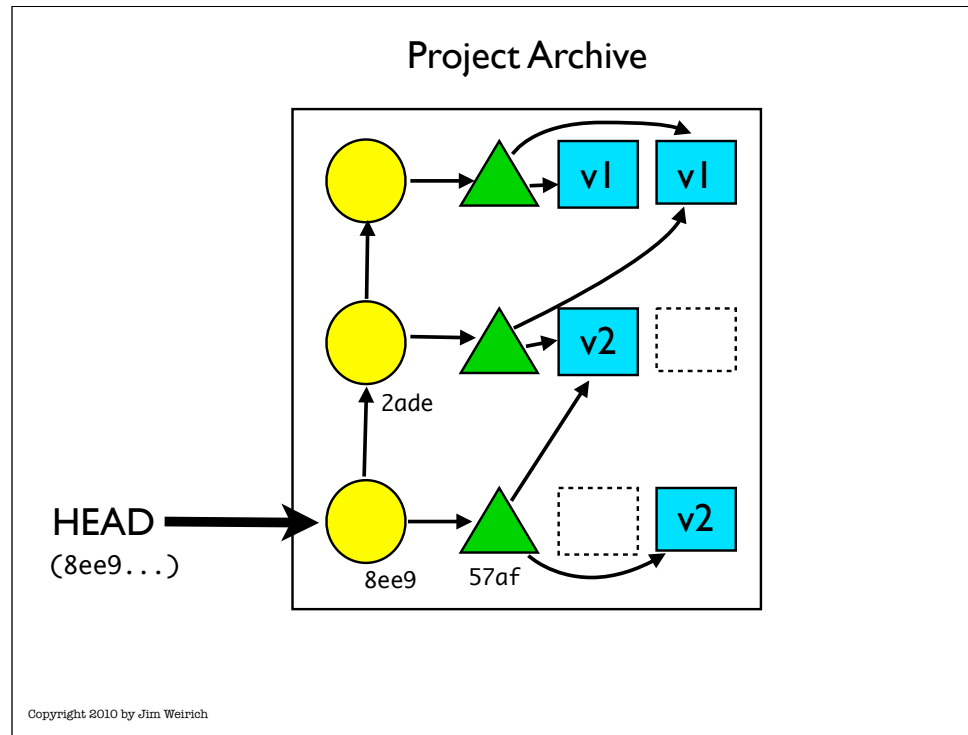 Project Archive
v1 v1
v2
2ade
HEAD
(8ee9...)
v2
8ee9 57af
Copyright 2010 by Jim Weirich